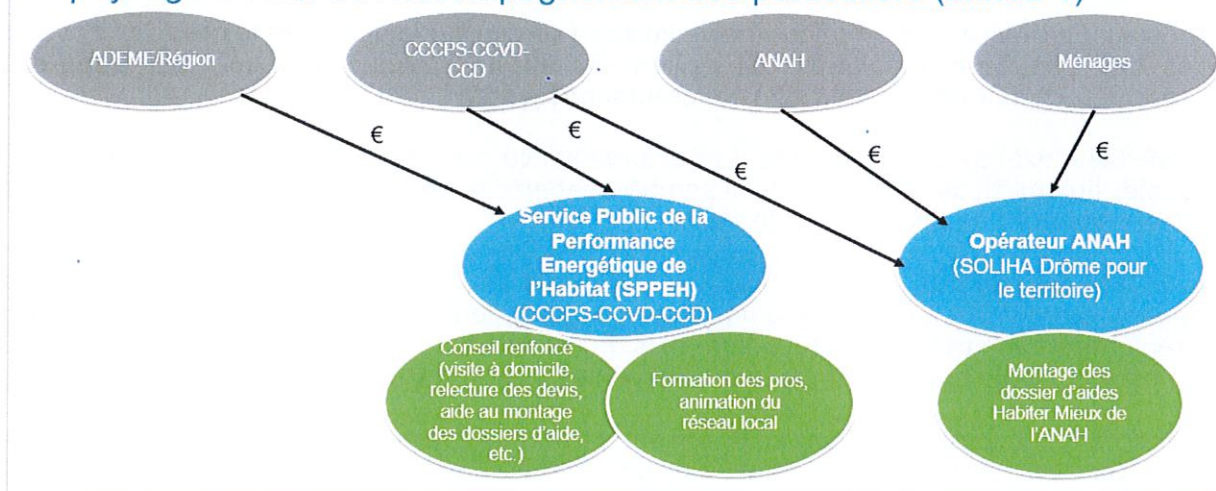 ADEME/Région
CCCPS-CCVD-
CCD
ANAH
Ménages
€
€
€
€
€
Service Public de la
Performance
Energétique de
l'Habitat (SPPEH)
(CCCPS-CCVD-CCD)
Opérateur ANAH
(SOLIHA Drôme pour
le territoire)
Conseil renfoncé
(visite à domicile,
relecture des devis,
aide au montage
des dossiers d'aide,
etc.)
Formation des pros,
animation du
réseau local
Montage des
dossier d'aides
Habiter Mieux de
l'ANAH